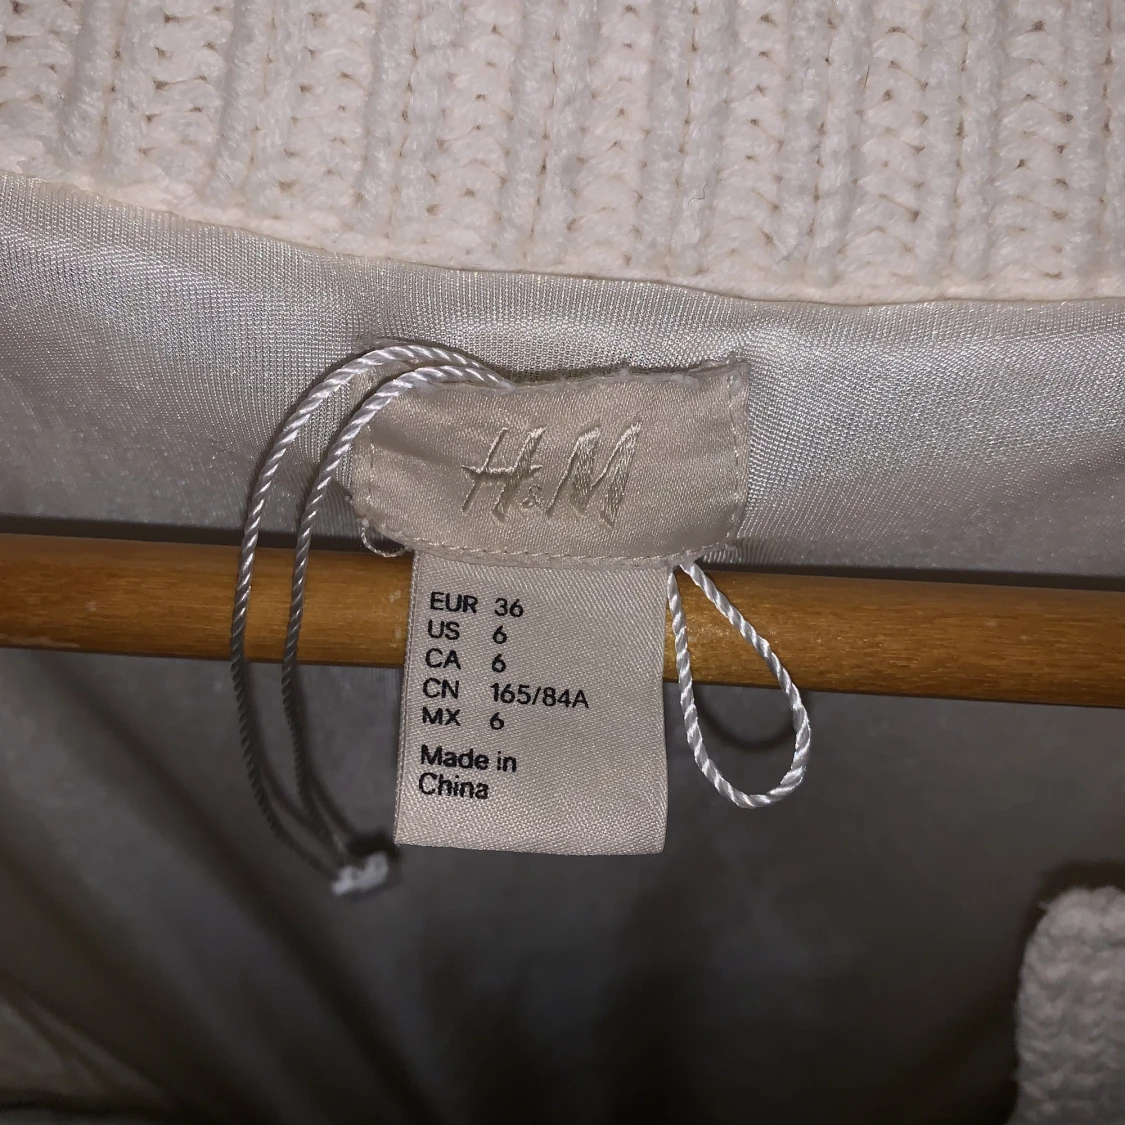 H&M
EUR 36
US 6
CA 6
CN 165/84A
MX 6
Made in
China